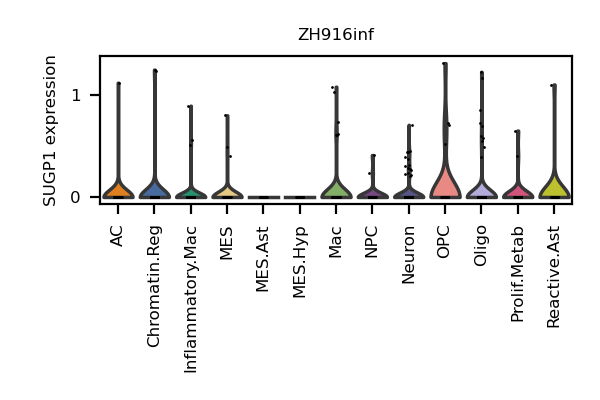 ZH916inf
SUGP1 expression
1
0
AC
Chromatin.Reg
Inflammatory.Mac
MES
MES.Ast
MES.Hyp
Mac
NPC
Neuron
OPC
Oligo
Prolif.Metab
Reactive.Ast